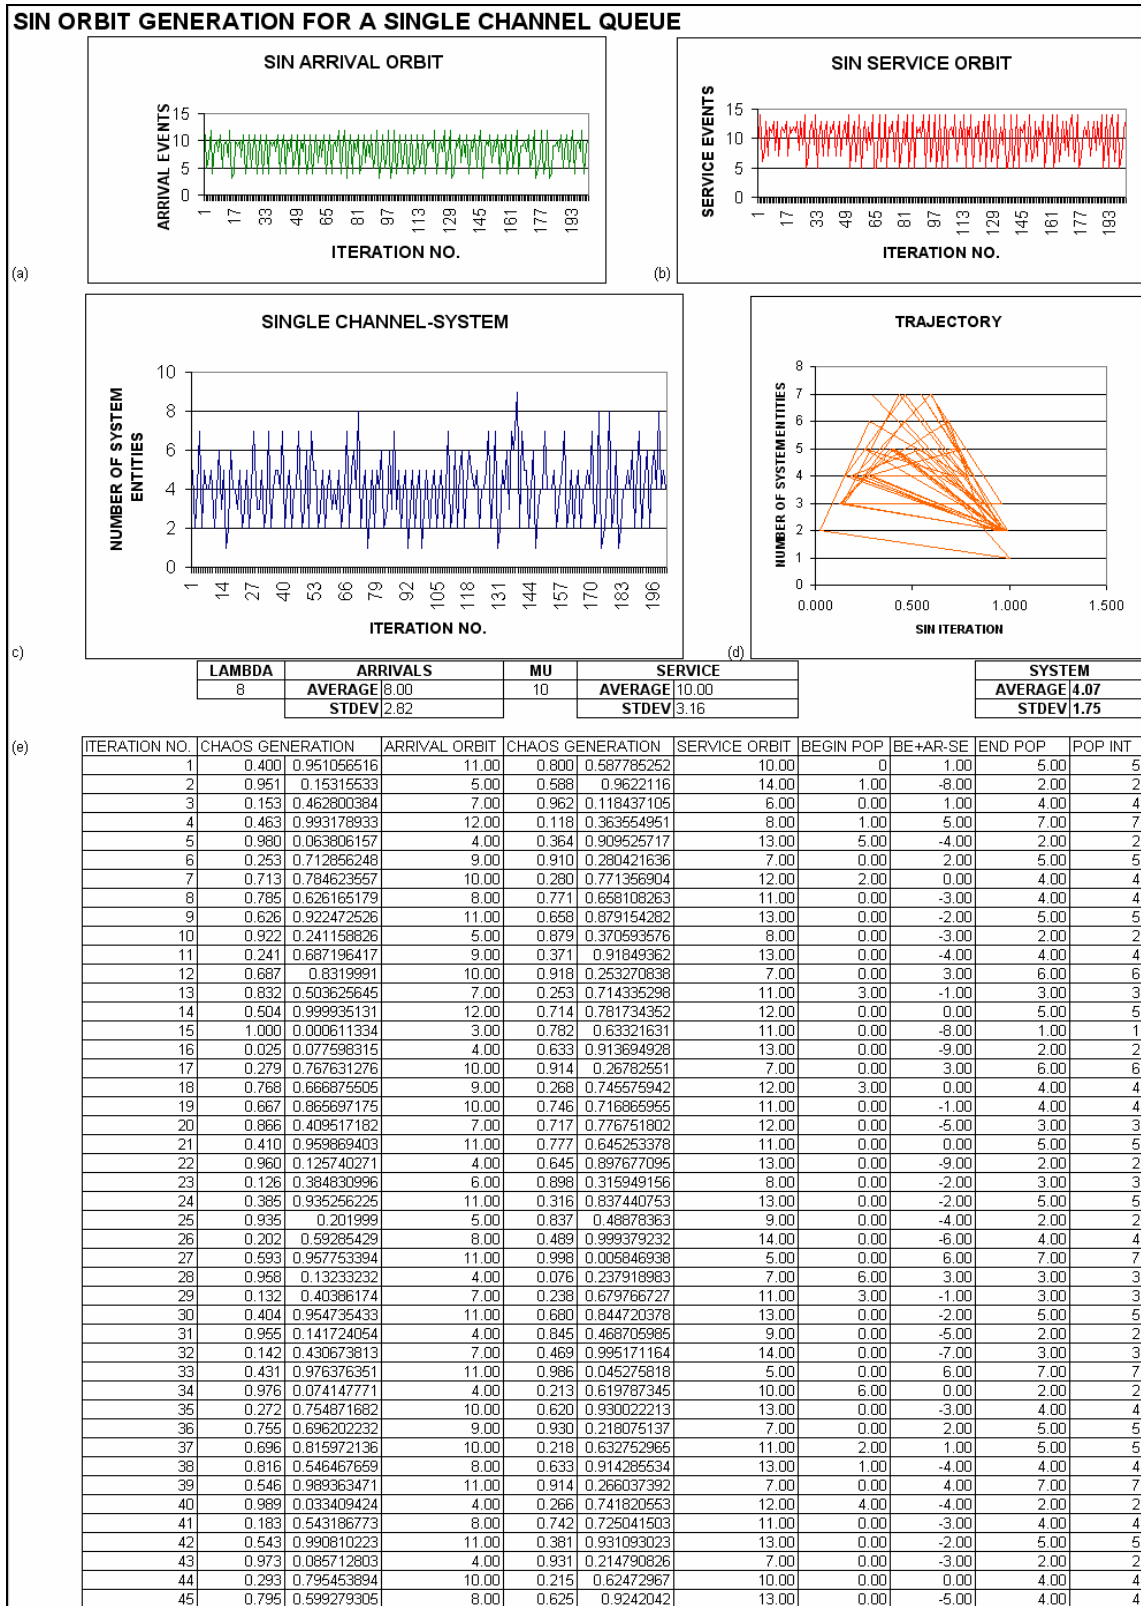 SIN ORBIT GENERATION FOR A SINGLE CHANNEL QUEUE
SIN ARRIVAL ORBIT
ARRIVAL EVENTS
15
10
5
0
1 17 33 49 65 81 97 113 129 145 161 177 193
ITERATION NO.
(a)
SIN SERVICE ORBIT
SERVICE EVENTS
15
10
5
0
1 17 33 49 65 81 97 113 129 145 161 177 193
ITERATION NO.
(b)
SINGLE CHANNEL-SYSTEM
NUMBER OF SYSTEM
ENTITIES
10
8
6
4
2
0
1 14 27 40 53 66 79 92 105 118 131 144 157 170 183 196
ITERATION NO.
c)
TRAJECTORY
NUMBER OF SYSTEM ENTITIES
8
7
6
5
4
3
2
1
0
0.000 0.500 1.000 1.500
SIN ITERATION
(d)
LAMBDA ARRIVALS MU SERVICE SYSTEM
8 AVERAGE 8.00 10 AVERAGE 10.00 AVERAGE 4.07
STDEV 2.82 STDEV 3.16 STDEV 1.75
(e)
ITERATION NO. CHAOS GENERATION ARRIVAL ORBIT CHAOS GENERATION SERVICE ORBIT BEGIN POP BE+AR-SE END POP POP INT
1 0.400 0.951056516 11.00 0.800 0.587785252 10.00 0 1.00 5.00 5
2 0.951 0.15315533 5.00 0.588 0.9622116 14.00 1.00 -8.00 2.00 2
3 0.153 0.462800384 7.00 0.962 0.118437105 6.00 0.00 1.00 4.00 4
4 0.463 0.993178933 12.00 0.118 0.363554951 8.00 1.00 5.00 7.00 7
5 0.980 0.063806157 4.00 0.364 0.909525717 13.00 5.00 -4.00 2.00 2
6 0.253 0.712856248 9.00 0.910 0.280421636 7.00 0.00 2.00 5.00 5
7 0.713 0.784623557 10.00 0.280 0.771356904 12.00 2.00 0.00 4.00 4
8 0.785 0.626165179 8.00 0.771 0.658108263 11.00 0.00 -3.00 4.00 4
9 0.626 0.922472526 11.00 0.658 0.879154282 13.00 0.00 -2.00 5.00 5
10 0.922 0.241158826 5.00 0.879 0.370593576 8.00 0.00 -3.00 2.00 2
11 0.241 0.687196417 9.00 0.371 0.91849362 13.00 0.00 -4.00 4.00 4
12 0.687 0.8319991 10.00 0.918 0.253270838 7.00 0.00 3.00 6.00 6
13 0.832 0.503625645 7.00 0.253 0.714335298 11.00 3.00 -1.00 3.00 3
14 0.504 0.999935131 12.00 0.714 0.781734352 12.00 0.00 0.00 5.00 5
15 1.000 0.000611334 3.00 0.782 0.63321631 11.00 0.00 -8.00 1.00 1
16 0.025 0.077598315 4.00 0.633 0.913694928 13.00 0.00 -9.00 2.00 2
17 0.279 0.767631276 10.00 0.914 0.26782551 7.00 0.00 3.00 6.00 6
18 0.768 0.666875505 9.00 0.268 0.745575942 12.00 3.00 0.00 4.00 4
19 0.667 0.865697175 10.00 0.746 0.716865955 11.00 0.00 -1.00 4.00 4
20 0.866 0.409517182 7.00 0.717 0.776751802 12.00 0.00 -5.00 3.00 3
21 0.410 0.959869403 11.00 0.777 0.645253378 11.00 0.00 0.00 5.00 5
22 0.960 0.125740271 4.00 0.645 0.897677095 13.00 0.00 -9.00 2.00 2
23 0.126 0.384830996 6.00 0.898 0.315949156 8.00 0.00 -2.00 3.00 3
24 0.385 0.935256225 11.00 0.316 0.837440753 13.00 0.00 -2.00 5.00 5
25 0.935 0.201999 5.00 0.837 0.48878363 9.00 0.00 -4.00 2.00 2
26 0.202 0.59285429 8.00 0.489 0.999379232 14.00 0.00 -6.00 4.00 4
27 0.593 0.957753394 11.00 0.998 0.005846938 5.00 0.00 6.00 7.00 7
28 0.958 0.13233232 4.00 0.076 0.237918983 7.00 6.00 3.00 3.00 3
29 0.132 0.40386174 7.00 0.238 0.679766727 11.00 3.00 -1.00 3.00 3
30 0.404 0.954735433 11.00 0.680 0.844720378 13.00 0.00 -2.00 5.00 5
31 0.955 0.141724054 4.00 0.845 0.468705985 9.00 0.00 -5.00 2.00 2
32 0.142 0.430673813 7.00 0.469 0.995171164 14.00 0.00 -7.00 3.00 3
33 0.431 0.976376351 11.00 0.986 0.045275818 5.00 0.00 6.00 7.00 7
34 0.976 0.074147771 4.00 0.213 0.619787345 10.00 6.00 0.00 2.00 2
35 0.272 0.754871682 10.00 0.620 0.930022213 13.00 0.00 -3.00 4.00 4
36 0.755 0.696202232 9.00 0.930 0.218075137 7.00 0.00 2.00 5.00 5
37 0.696 0.815972136 10.00 0.218 0.632752965 11.00 2.00 1.00 5.00 5
38 0.816 0.546467659 8.00 0.633 0.914285534 13.00 1.00 -4.00 4.00 4
39 0.546 0.989363471 11.00 0.914 0.266037392 7.00 0.00 4.00 7.00 7
40 0.989 0.033409424 4.00 0.266 0.741820553 12.00 4.00 -4.00 2.00 2
41 0.183 0.543186773 8.00 0.742 0.725041503 11.00 0.00 -3.00 4.00 4
42 0.543 0.990810223 11.00 0.381 0.931093023 13.00 0.00 -2.00 5.00 5
43 0.973 0.085712803 4.00 0.931 0.214790826 7.00 0.00 -3.00 2.00 2
44 0.293 0.795453894 10.00 0.215 0.62472967 10.00 0.00 0.00 4.00 4
45 0.795 0.599279305 8.00 0.625 0.9242042 13.00 0.00 -5.00 4.00 4